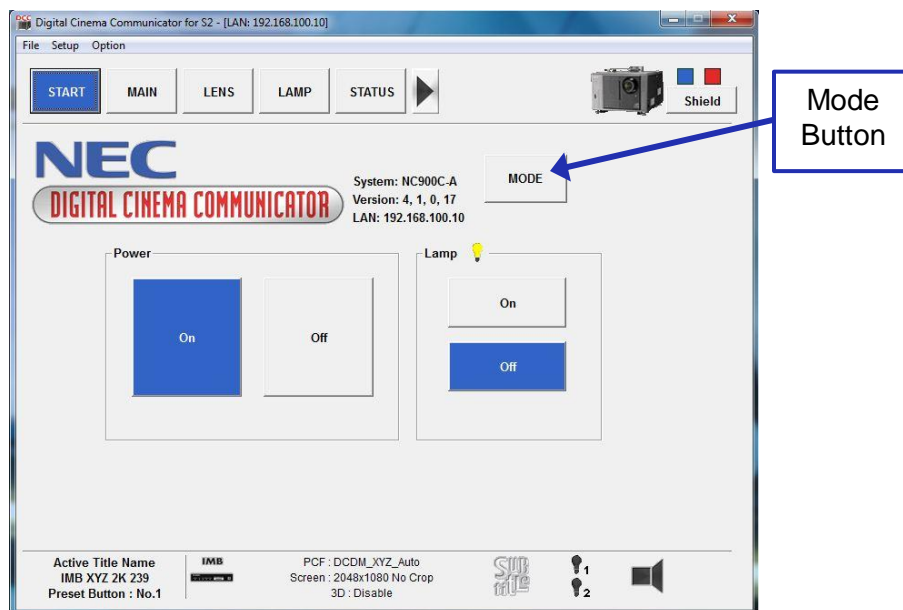 Digital Cinema Communicator for S2 - [LAN: 192.168.100.10]
File Setup Option
START MAIN LENS LAMP STATUS
Shield
Mode
Button
NEC
DIGITAL CINEMA COMMUNICATOR
System: NC900C-A
Version: 4, 1, 0, 17
LAN: 192.168.100.10
MODE
Power
On Off
Lamp
On
Off
Active Title Name
IMB XYZ 2K 239
Preset Button : No.1
IMB
PCF : DCDM_XYZ_Auto
Screen : 2048x1080 No Crop
3D : Disable
SUB
title
1
2